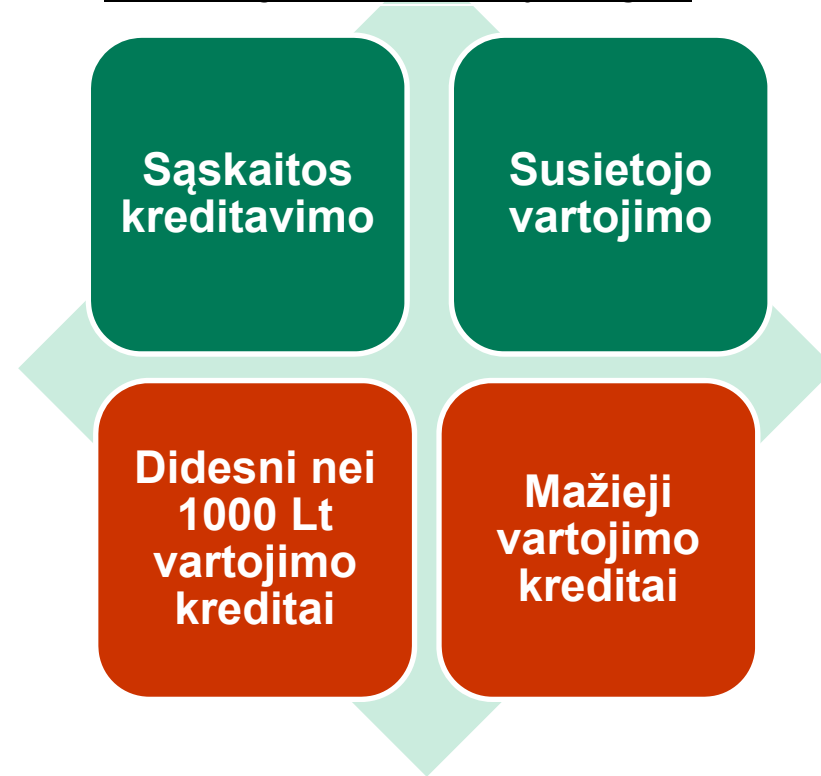 Sąskaitos
kreditavimo
Susietojo
vartojimo
Didesni nei
1000 Lt
vartojimo
kreditai
Mažieji
vartojimo
kreditai